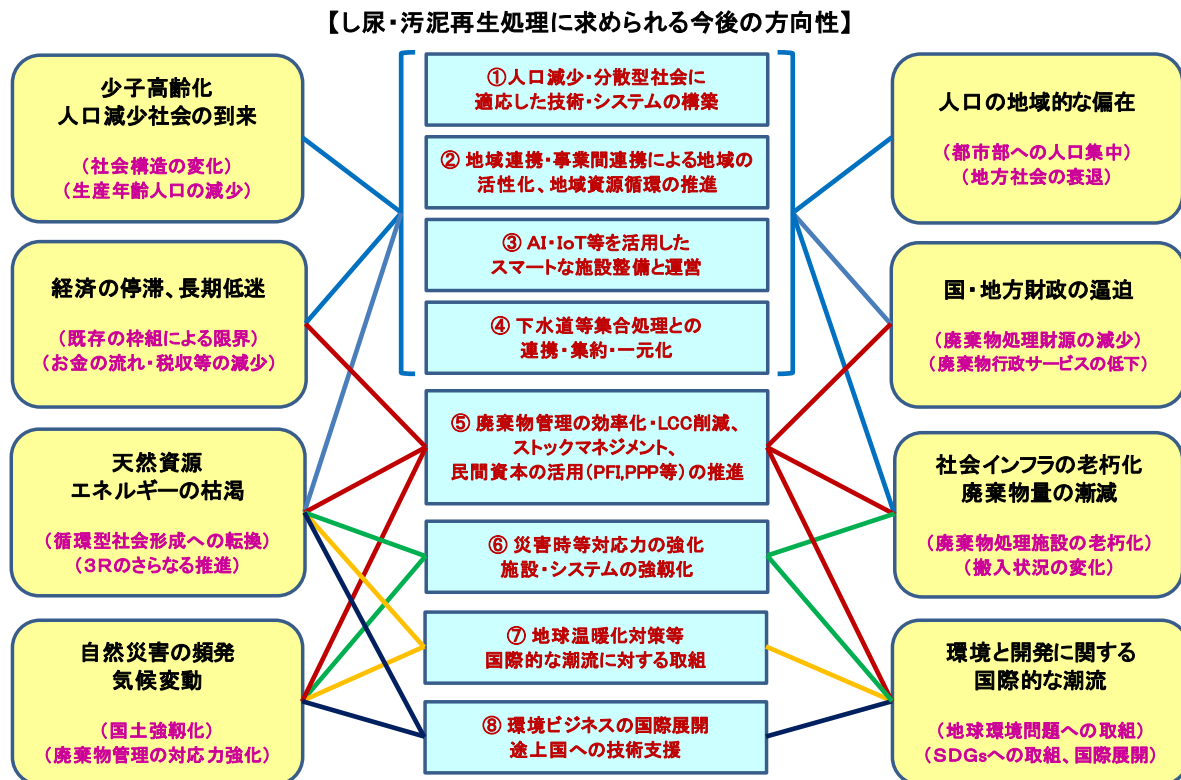 【し尿・汚泥再生処理に求められる今後の方向性】
少子高齢化
人口減少社会の到来
（社会構造の変化）
（生産年齢人口の減少）
経済の停滞、長期低迷
（既存の枠組による限界）
（お金の流れ・税収等の減少）
天然資源
エネルギーの枯渇
（循環型社会形成への転換）
（３Ｒのさらなる推進）
自然災害の頻発
気候変動
（国土強靱化）
（廃棄物管理の対応力強化）
① 人口減少・分散型社会に
適応した技術・システムの構築
② 地域連携・事業間連携による地域の
活性化、地域資源循環の推進
③ AI・IoT等を活用した
スマートな施設整備と運営
④ 下水道等集合処理との
連携・集約・一元化
⑤ 廃棄物管理の効率化・LCC削減、
ストックマネジメント、
民間資本の活用（PFI,PPP等）の推進
⑥ 災害時等対応力の強化
施設・システムの強靱化
⑦ 地球温暖化対策等
国際的な潮流に対する取組
⑧ 環境ビジネスの国際展開
途上国への技術支援
人口の地域的な偏在
（都市部への人口集中）
（地方社会の衰退）
国・地方財政の逼迫
（廃棄物処理財源の減少）
（廃棄物行政サービスの低下）
社会インフラの老朽化
廃棄物量の漸減
（廃棄物処理施設の老朽化）
（搬入状況の変化）
環境と開発に関する
国際的な潮流
（地球環境問題への取組）
（SDGsへの取組、国際展開）